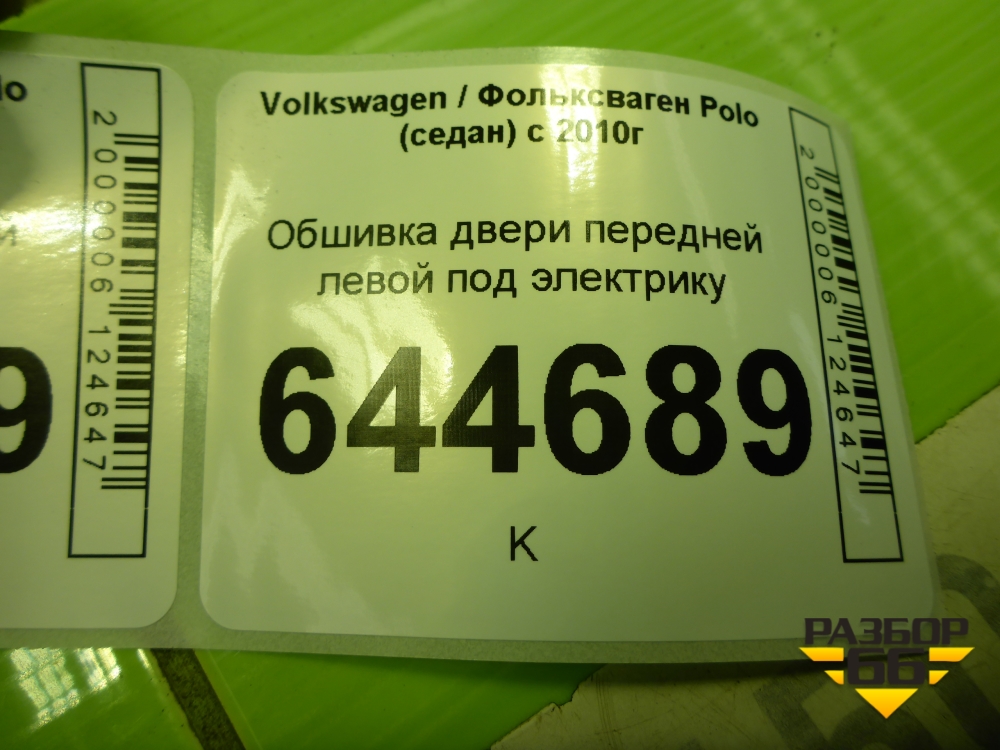 lo
9
2000006124647
Volkswagen / Фольксваген Polo
(седан) с 2010г
Обшивка двери передней
левой под электрику
644689
К
2000006124647
РАЗБОР
66